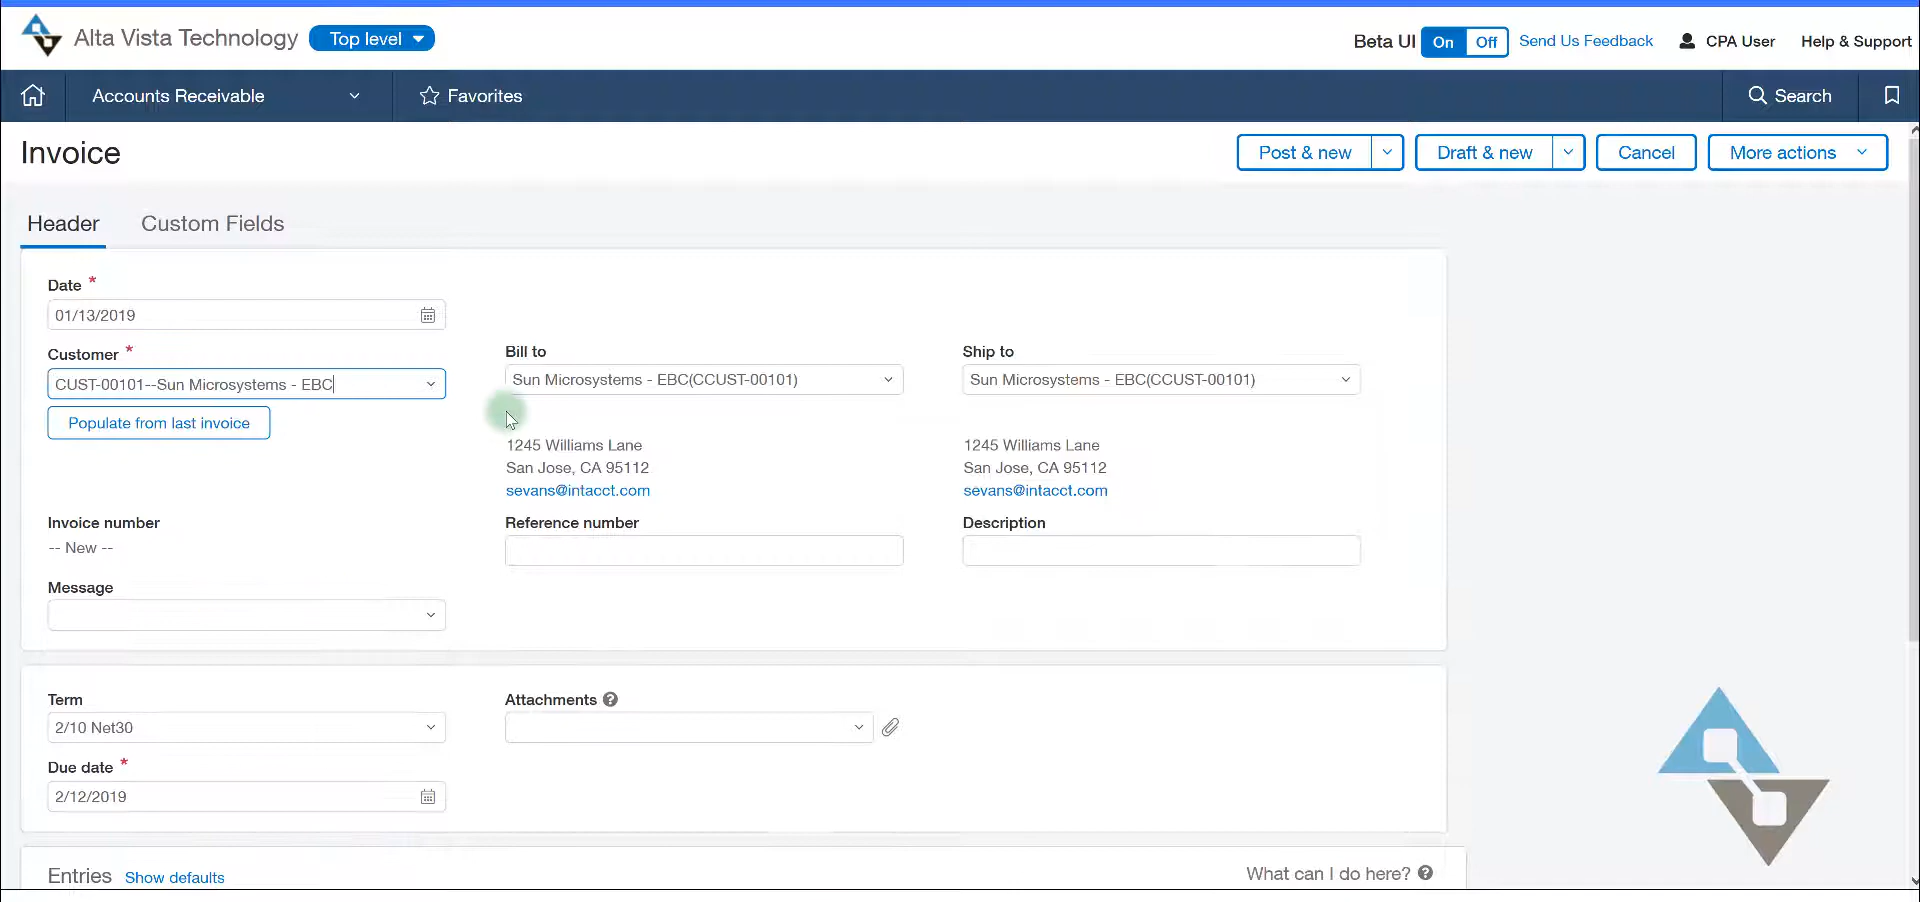 Alta Vista Technology
Top level
Beta UI On Off Send Us Feedback CPA User Help & Support
Accounts Receivable
Favorites
Search
Invoice
Post & new
Draft & new
Cancel
More actions
Header
Custom Fields
Date *
01/13/2019
Customer *
CUST-00101--Sun Microsystems - EBC
Populate from last invoice
Bill to
Sun Microsystems - EBC(CCUST-00101)
1245 Williams Lane
San Jose, CA 95112
sevans@intacct.com
Ship to
Sun Microsystems - EBC(CCUST-00101)
1245 Williams Lane
San Jose, CA 95112
sevans@intacct.com
Invoice number
-- New --
Reference number
Description
Message
Term
2/10 Net30
Attachments ?
Due date *
2/12/2019
Entries Show defaults
What can I do here? ?